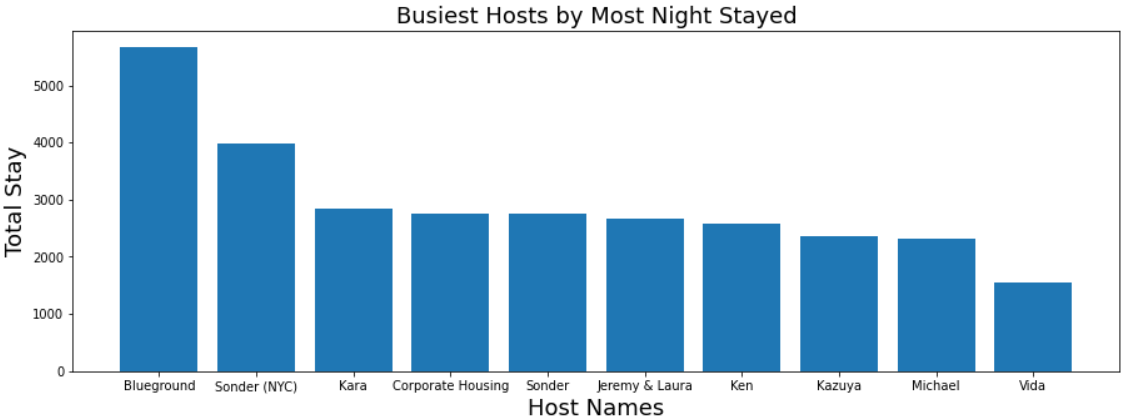 Busiest Hosts by Most Night Stayed
Total Stay
5000
4000
3000
2000
1000
0
Blueground Sonder (NYC) Kara Corporate Housing Sonder Jeremy & Laura Ken Kazuya Michael Vida
Host Names